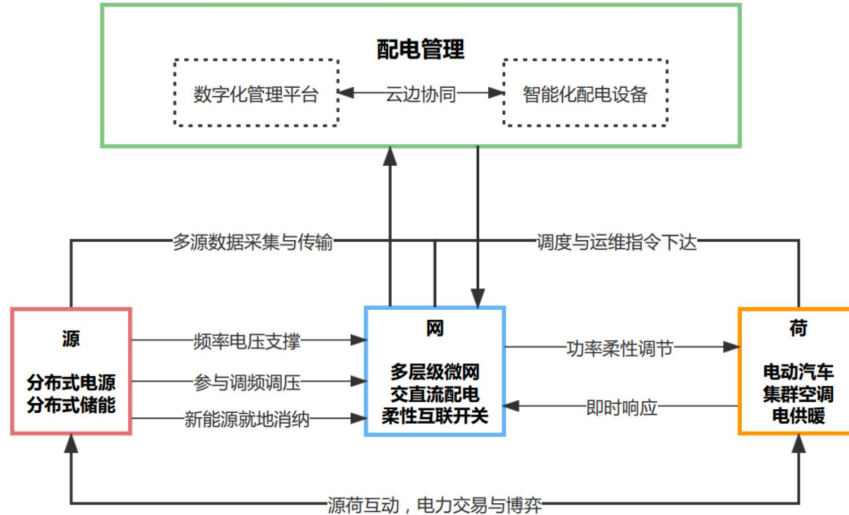 配电管理
数字化管理平台
云边协同
智能化配电设备
多源数据采集与传输
调度与运维指令下达
源
分布式电源
分布式储能
频率电压支撑
参与调频调压
新能源就地消纳
网
多层级微网
交直流配电
柔性互联开关
功率柔性调节
即时响应
荷
电动汽车
集群空调
电供暖
源荷互动，电力交易与博弈